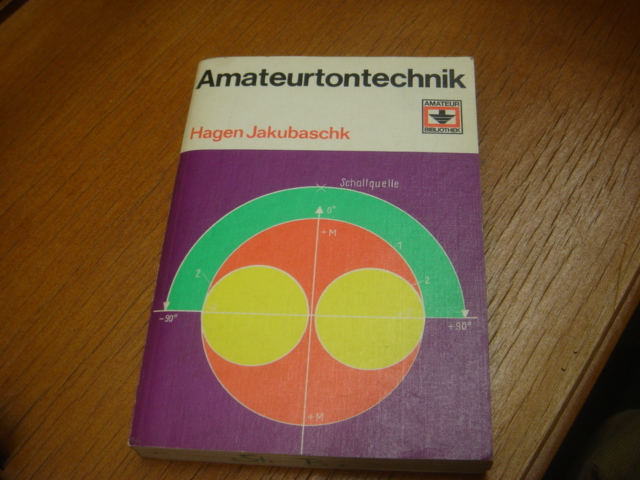 Amateurtontechnik
AMATEUR
BIBLIOTHEK
Hagen Jakubaschk
Schallquelle
0°
+M
1
2
2
-90°
+90°
+M